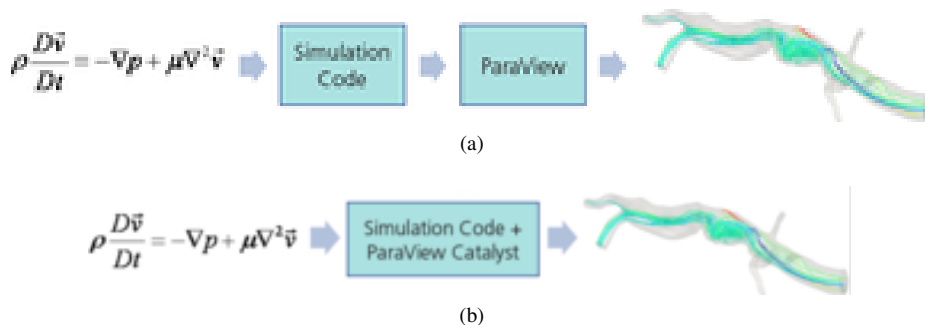 ρ Dv⃗/Dt = −∇p + μ∇²v⃗
Simulation
Code
ParaView
(a)
ρ Dv⃗/Dt = −∇p + μ∇²v⃗
Simulation Code +
ParaView Catalyst
(b)